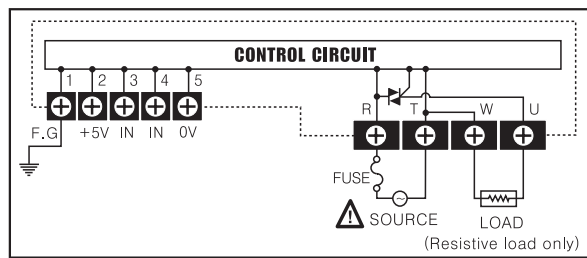 CONTROL CIRCUIT
1 2 3 4 5
R T W U
F.G +5V IN IN 0V
FUSE
SOURCE LOAD
(Resistive load only)